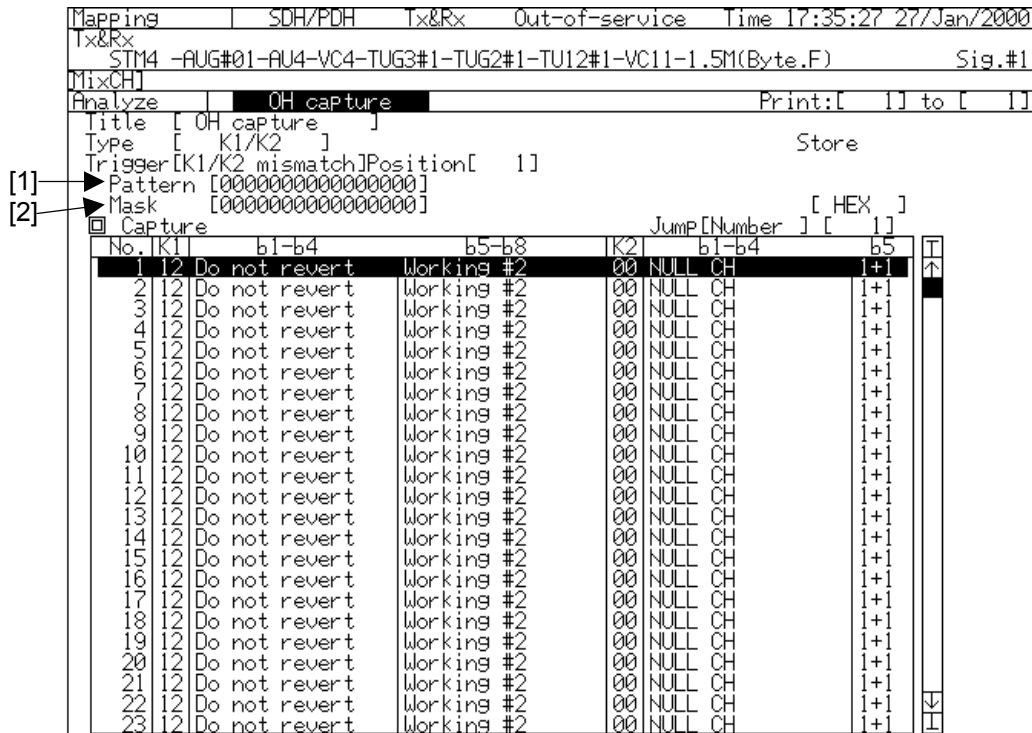 Mapping | SDH/PDH Tx&Rx Out-of-service Time 17:35:27 27/Jan/2000
Tx&Rx
STM4 -AUG#01-AU4-VC4-TUG3#1-TUG2#1-TU12#1-VC11-1.5M(Byte.F) Sig.#1
[MixCH]
Analyze | OH capture Print:[ 1] to [ 1]
Title [ OH capture ]
Type [ K1/K2 ] Store
Trigger[K1/K2 mismatch]Position[ 1]
[1] Pattern [0000000000000000]
[2] Mask [0000000000000000] [ HEX ]
Capture Jump[Number ] [ 1]
No. K1 b1-b4 b5-b8 K2 b1-b4 b5
1 12 Do not revert Working #2 00 NULL CH 1+1
2 12 Do not revert Working #2 00 NULL CH 1+1
3 12 Do not revert Working #2 00 NULL CH 1+1
4 12 Do not revert Working #2 00 NULL CH 1+1
5 12 Do not revert Working #2 00 NULL CH 1+1
6 12 Do not revert Working #2 00 NULL CH 1+1
7 12 Do not revert Working #2 00 NULL CH 1+1
8 12 Do not revert Working #2 00 NULL CH 1+1
9 12 Do not revert Working #2 00 NULL CH 1+1
10 12 Do not revert Working #2 00 NULL CH 1+1
11 12 Do not revert Working #2 00 NULL CH 1+1
12 12 Do not revert Working #2 00 NULL CH 1+1
13 12 Do not revert Working #2 00 NULL CH 1+1
14 12 Do not revert Working #2 00 NULL CH 1+1
15 12 Do not revert Working #2 00 NULL CH 1+1
16 12 Do not revert Working #2 00 NULL CH 1+1
17 12 Do not revert Working #2 00 NULL CH 1+1
18 12 Do not revert Working #2 00 NULL CH 1+1
19 12 Do not revert Working #2 00 NULL CH 1+1
20 12 Do not revert Working #2 00 NULL CH 1+1
21 12 Do not revert Working #2 00 NULL CH 1+1
22 12 Do not revert Working #2 00 NULL CH 1+1
23 12 Do not revert Working #2 00 NULL CH 1+1